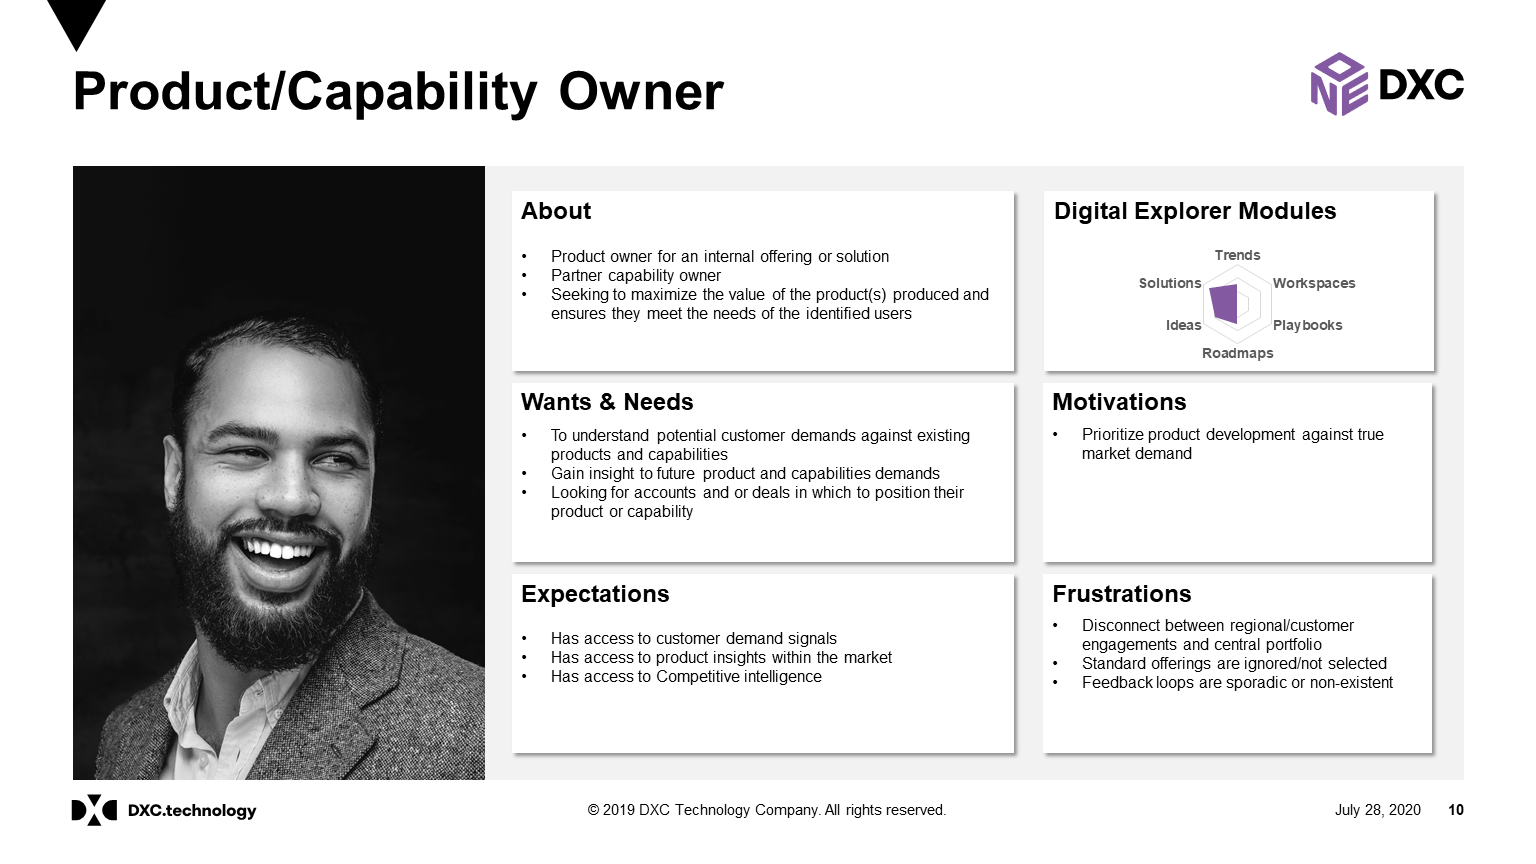 Product/Capability Owner
ONE DXC
About
• Product owner for an internal offering or solution
• Partner capability owner
• Seeking to maximize the value of the product(s) produced and
ensures they meet the needs of the identified users
Digital Explorer Modules
Trends
Solutions
Workspaces
Ideas
Playbooks
Roadmaps
Wants & Needs
• To understand potential customer demands against existing
products and capabilities
• Gain insight to future product and capabilities demands
• Looking for accounts and or deals in which to position their
product or capability
Motivations
• Prioritize product development against true
market demand
Expectations
• Has access to customer demand signals
• Has access to product insights within the market
• Has access to Competitive intelligence
Frustrations
• Disconnect between regional/customer
engagements and central portfolio
• Standard offerings are ignored/not selected
• Feedback loops are sporadic or non-existent
DXC.technology
© 2019 DXC Technology Company. All rights reserved.
July 28, 2020
10